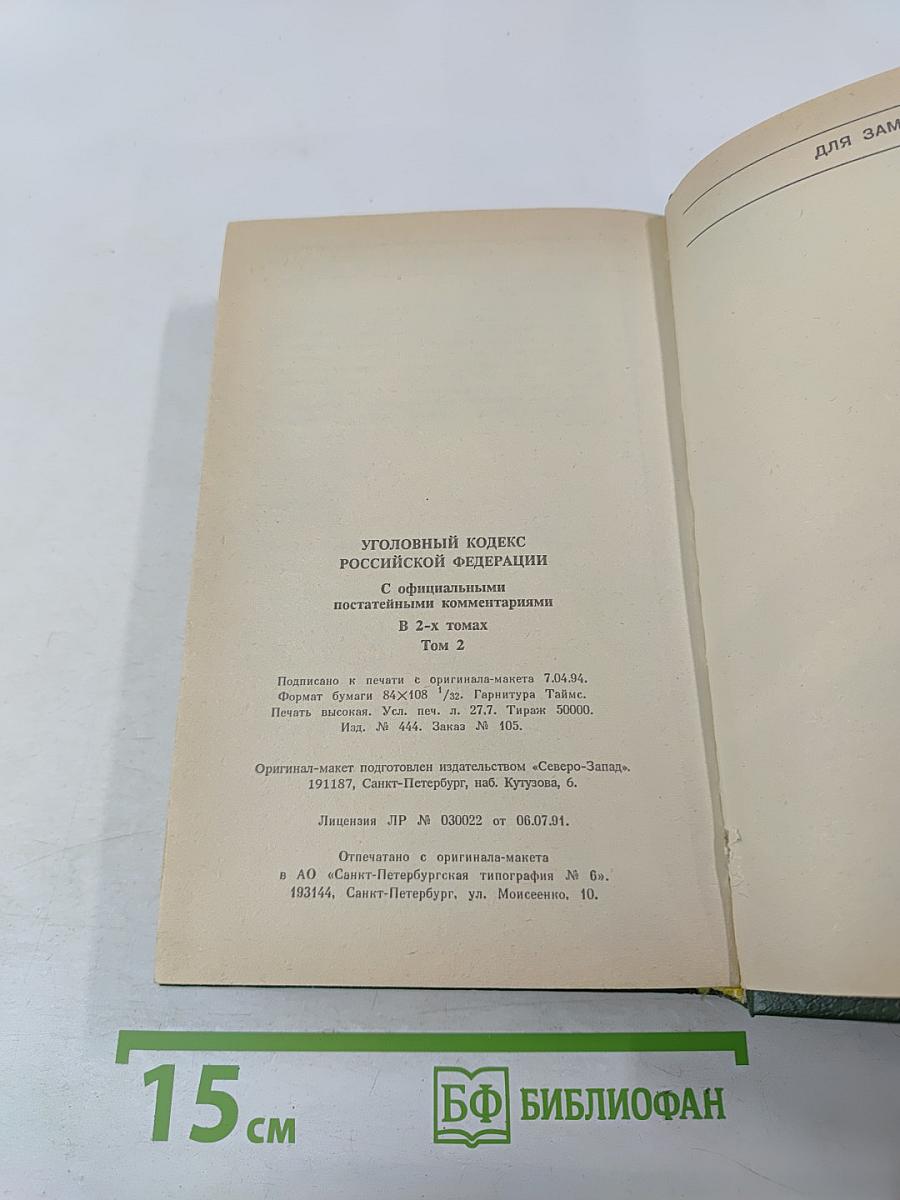 ДЛЯ
УГОЛОВНЫЙ КОДЕКС
РОССИЙСКОЙ ФЕДЕРАЦИИ
С официальными
постатейными комментариями
В 2-х томах
Том 2
Подписано к печати с оригинала-макета 7.04.94.
Формат бумаги 84×108 1/32. Гарнитура Таймс.
Печать высокая. Усл. печ. л. 27,7. Тираж 50000.
Изд. № 444. Заказ № 105.
Оригинал-макет подготовлен издательством «Северо-Запад».
191187, Санкт-Петербург, наб. Кутузова, 6.
Лицензия ЛР № 030022 от 06.07.91.
Отпечатано с оригинала-макета
в АО «Санкт-Петербургская типография № 6».
193144, Санкт-Петербург, ул. Моисеенко, 10.
15 см
БФ БИБЛИОФАН